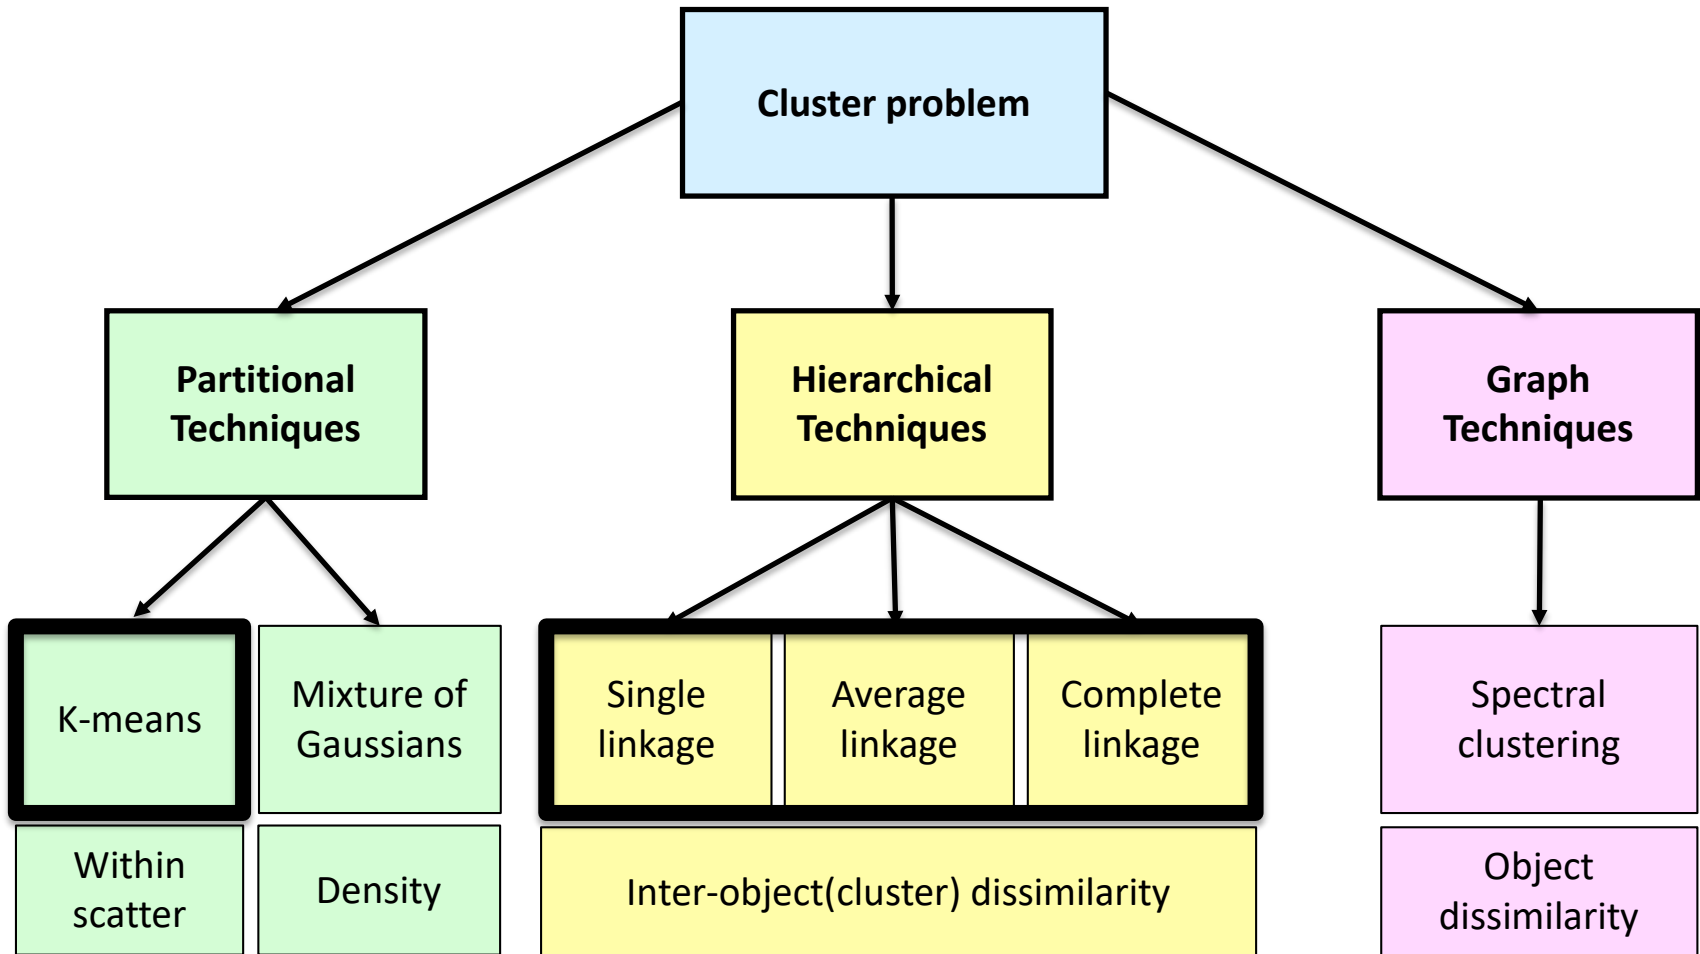 Cluster problem
Partitional
Techniques
Hierarchical
Techniques
Graph
Techniques
K-means
Mixture of
Gaussians
Single
linkage
Average
linkage
Complete
linkage
Spectral
clustering
Within
scatter
Density
Inter-object(cluster) dissimilarity
Object
dissimilarity